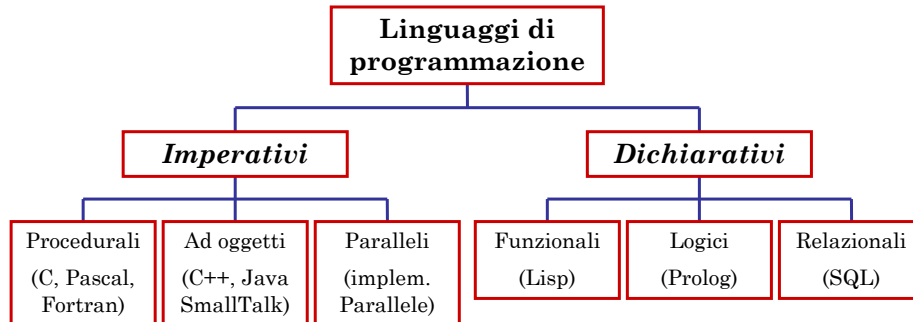 Linguaggi di
programmazione
Imperativi
Dichiarativi
Procedurali
(C, Pascal,
Fortran)
Ad oggetti
(C++, Java
SmallTalk)
Paralleli
(implem.
Parallele)
Funzionali
(Lisp)
Logici
(Prolog)
Relazionali
(SQL)